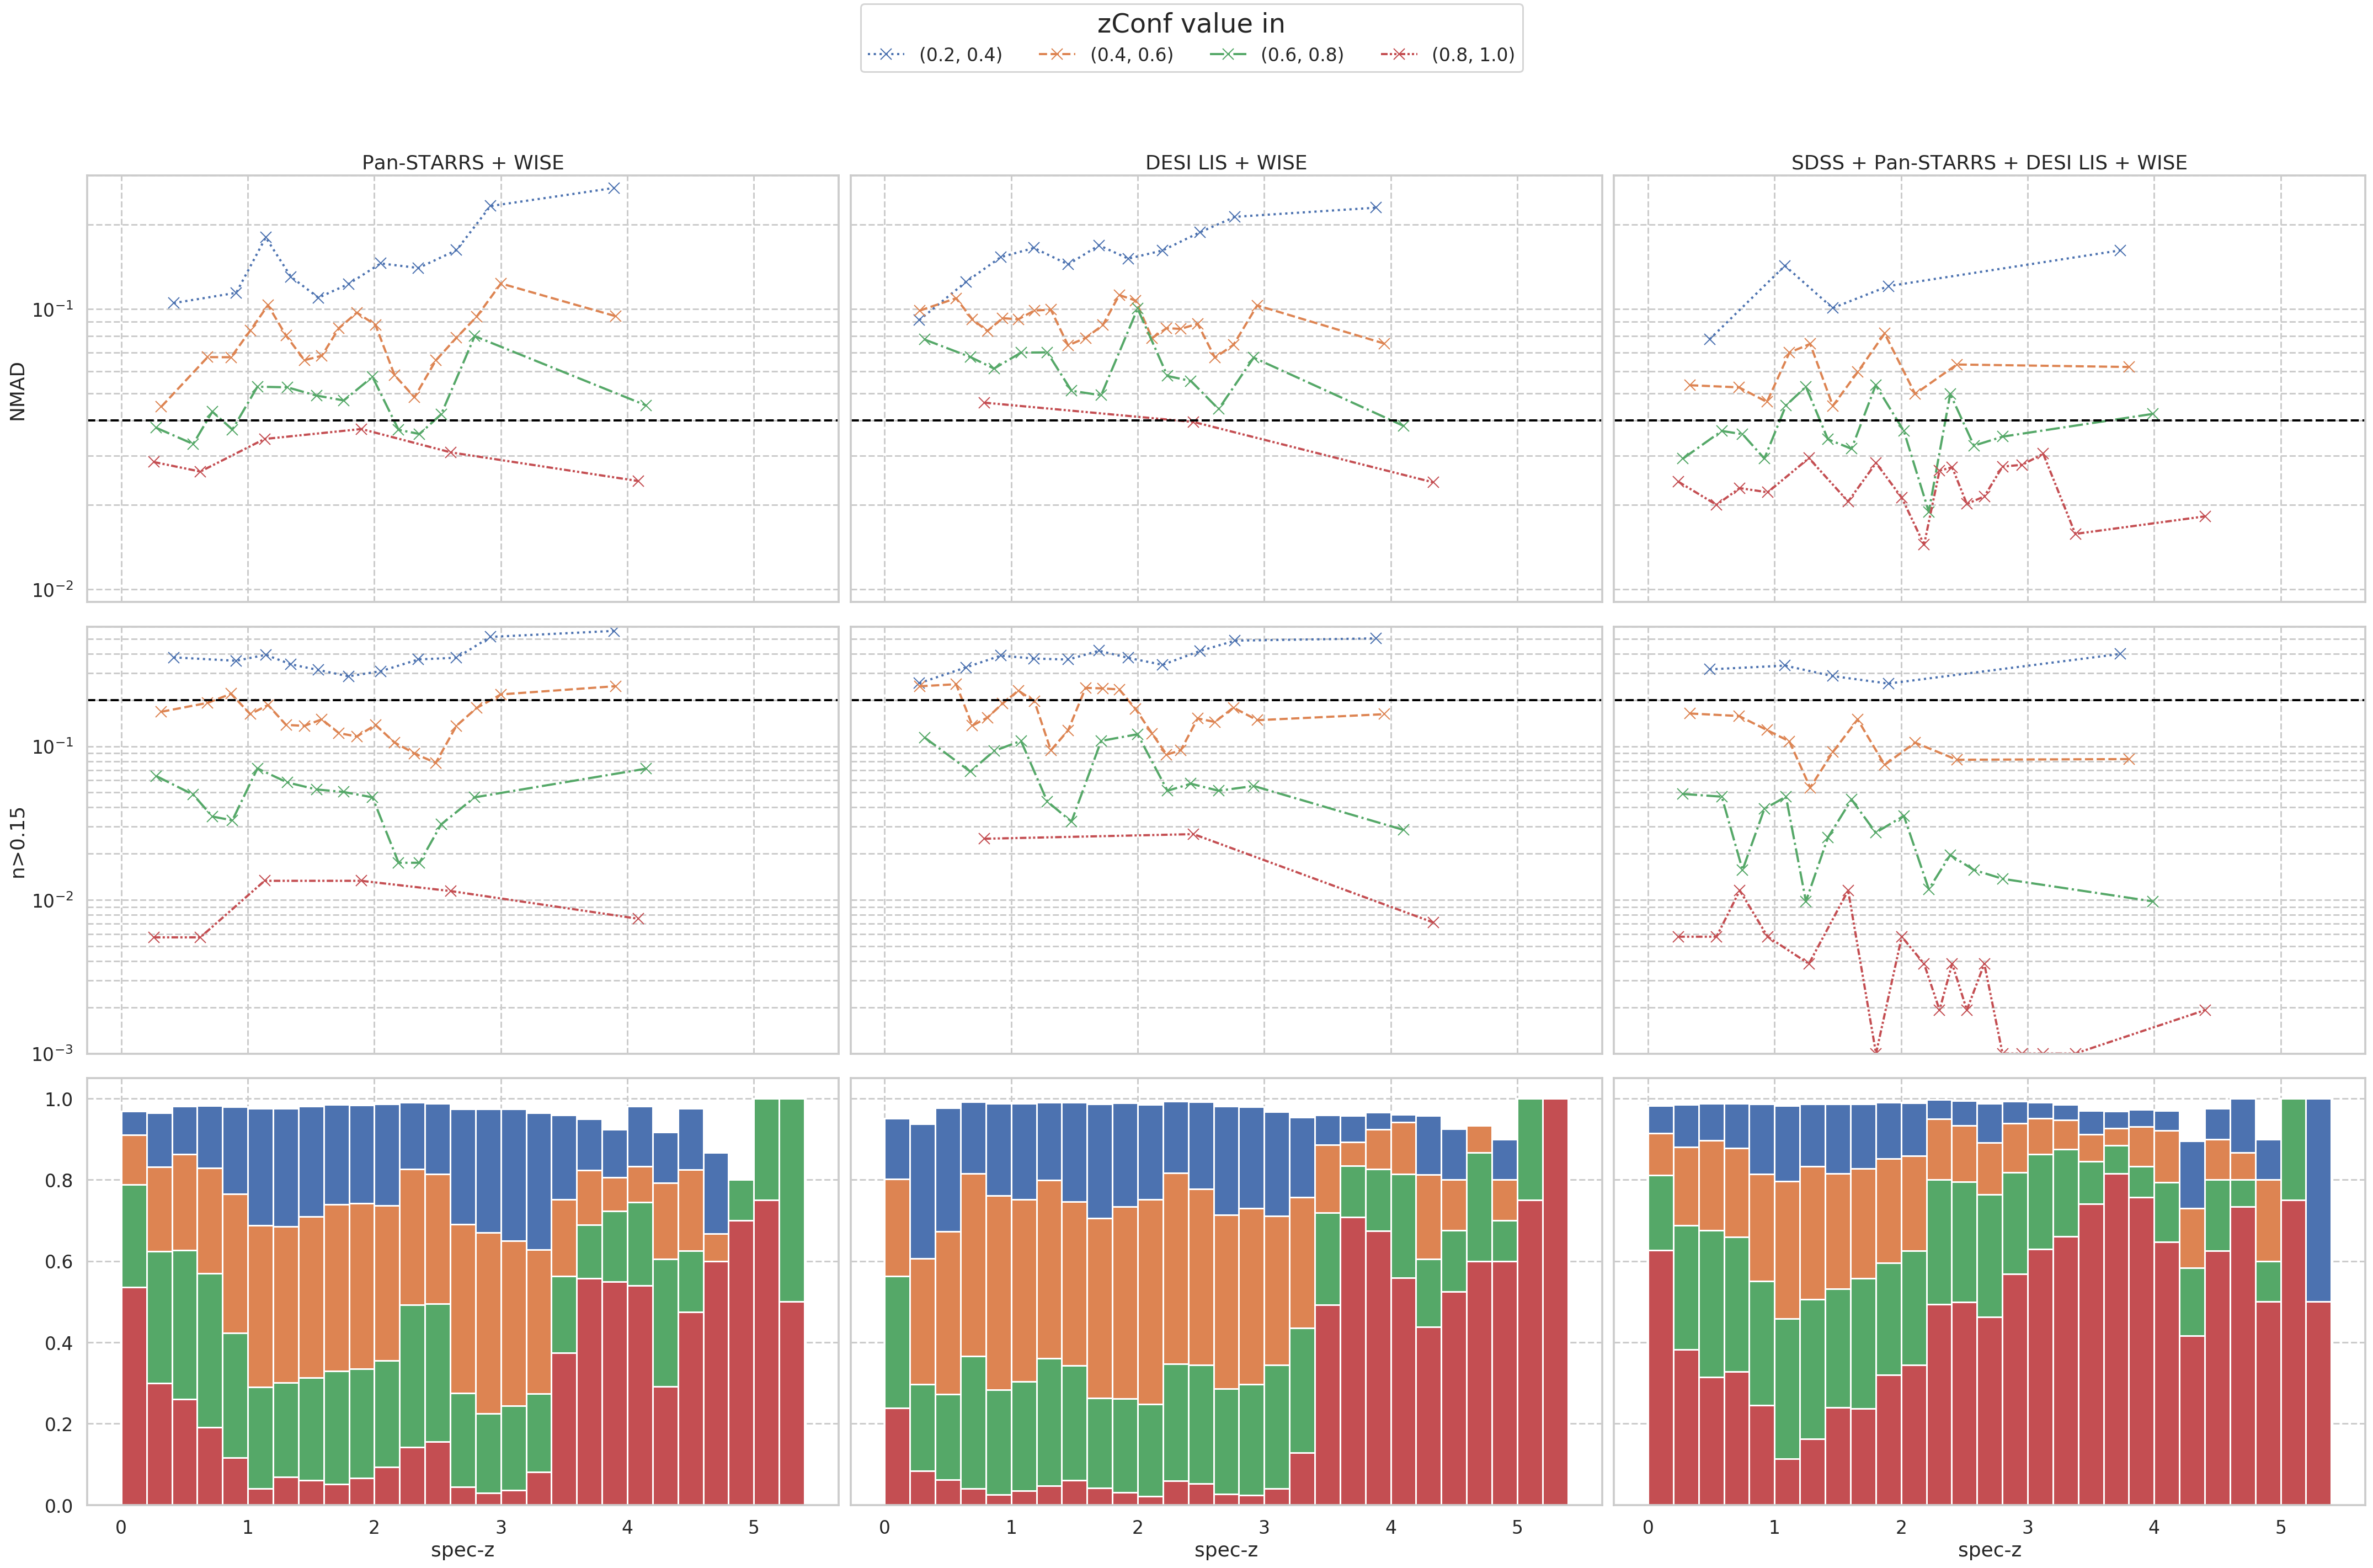 zConf value in
(0.2, 0.4) (0.4, 0.6) (0.6, 0.8) (0.8, 1.0)
Pan-STARRS + WISE
DESI LIS + WISE
SDSS + Pan-STARRS + DESI LIS + WISE
NMAD
10⁻¹
10⁻²
n>0.15
10⁻¹
10⁻²
10⁻³
1.0
0.8
0.6
0.4
0.2
0.0
0 1 2 3 4 5
0 1 2 3 4 5
0 1 2 3 4 5
spec-z
spec-z
spec-z